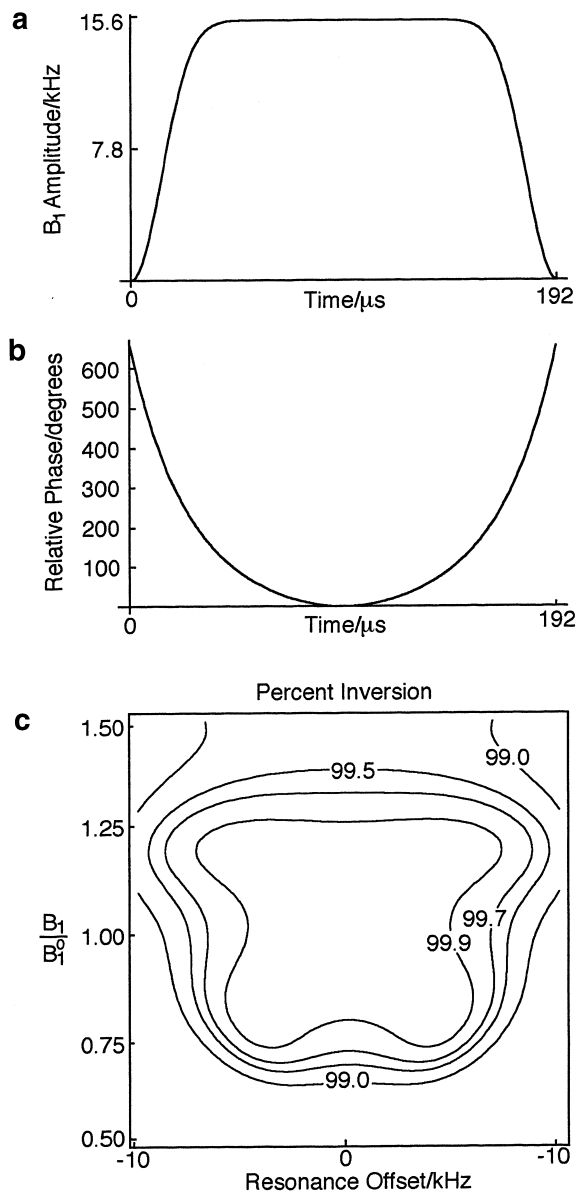 a
15.6
7.8
B1 Amplitude/kHz
0
Time/µs
192
b
600
500
400
300
200
100
Relative Phase/degrees
0
Time/µs
192
Percent Inversion
c
1.50
1.25
1.00
0.75
0.50
B1
B1°
99.0
99.5
99.7
99.9
99.0
-10
0
-10
Resonance Offset/kHz